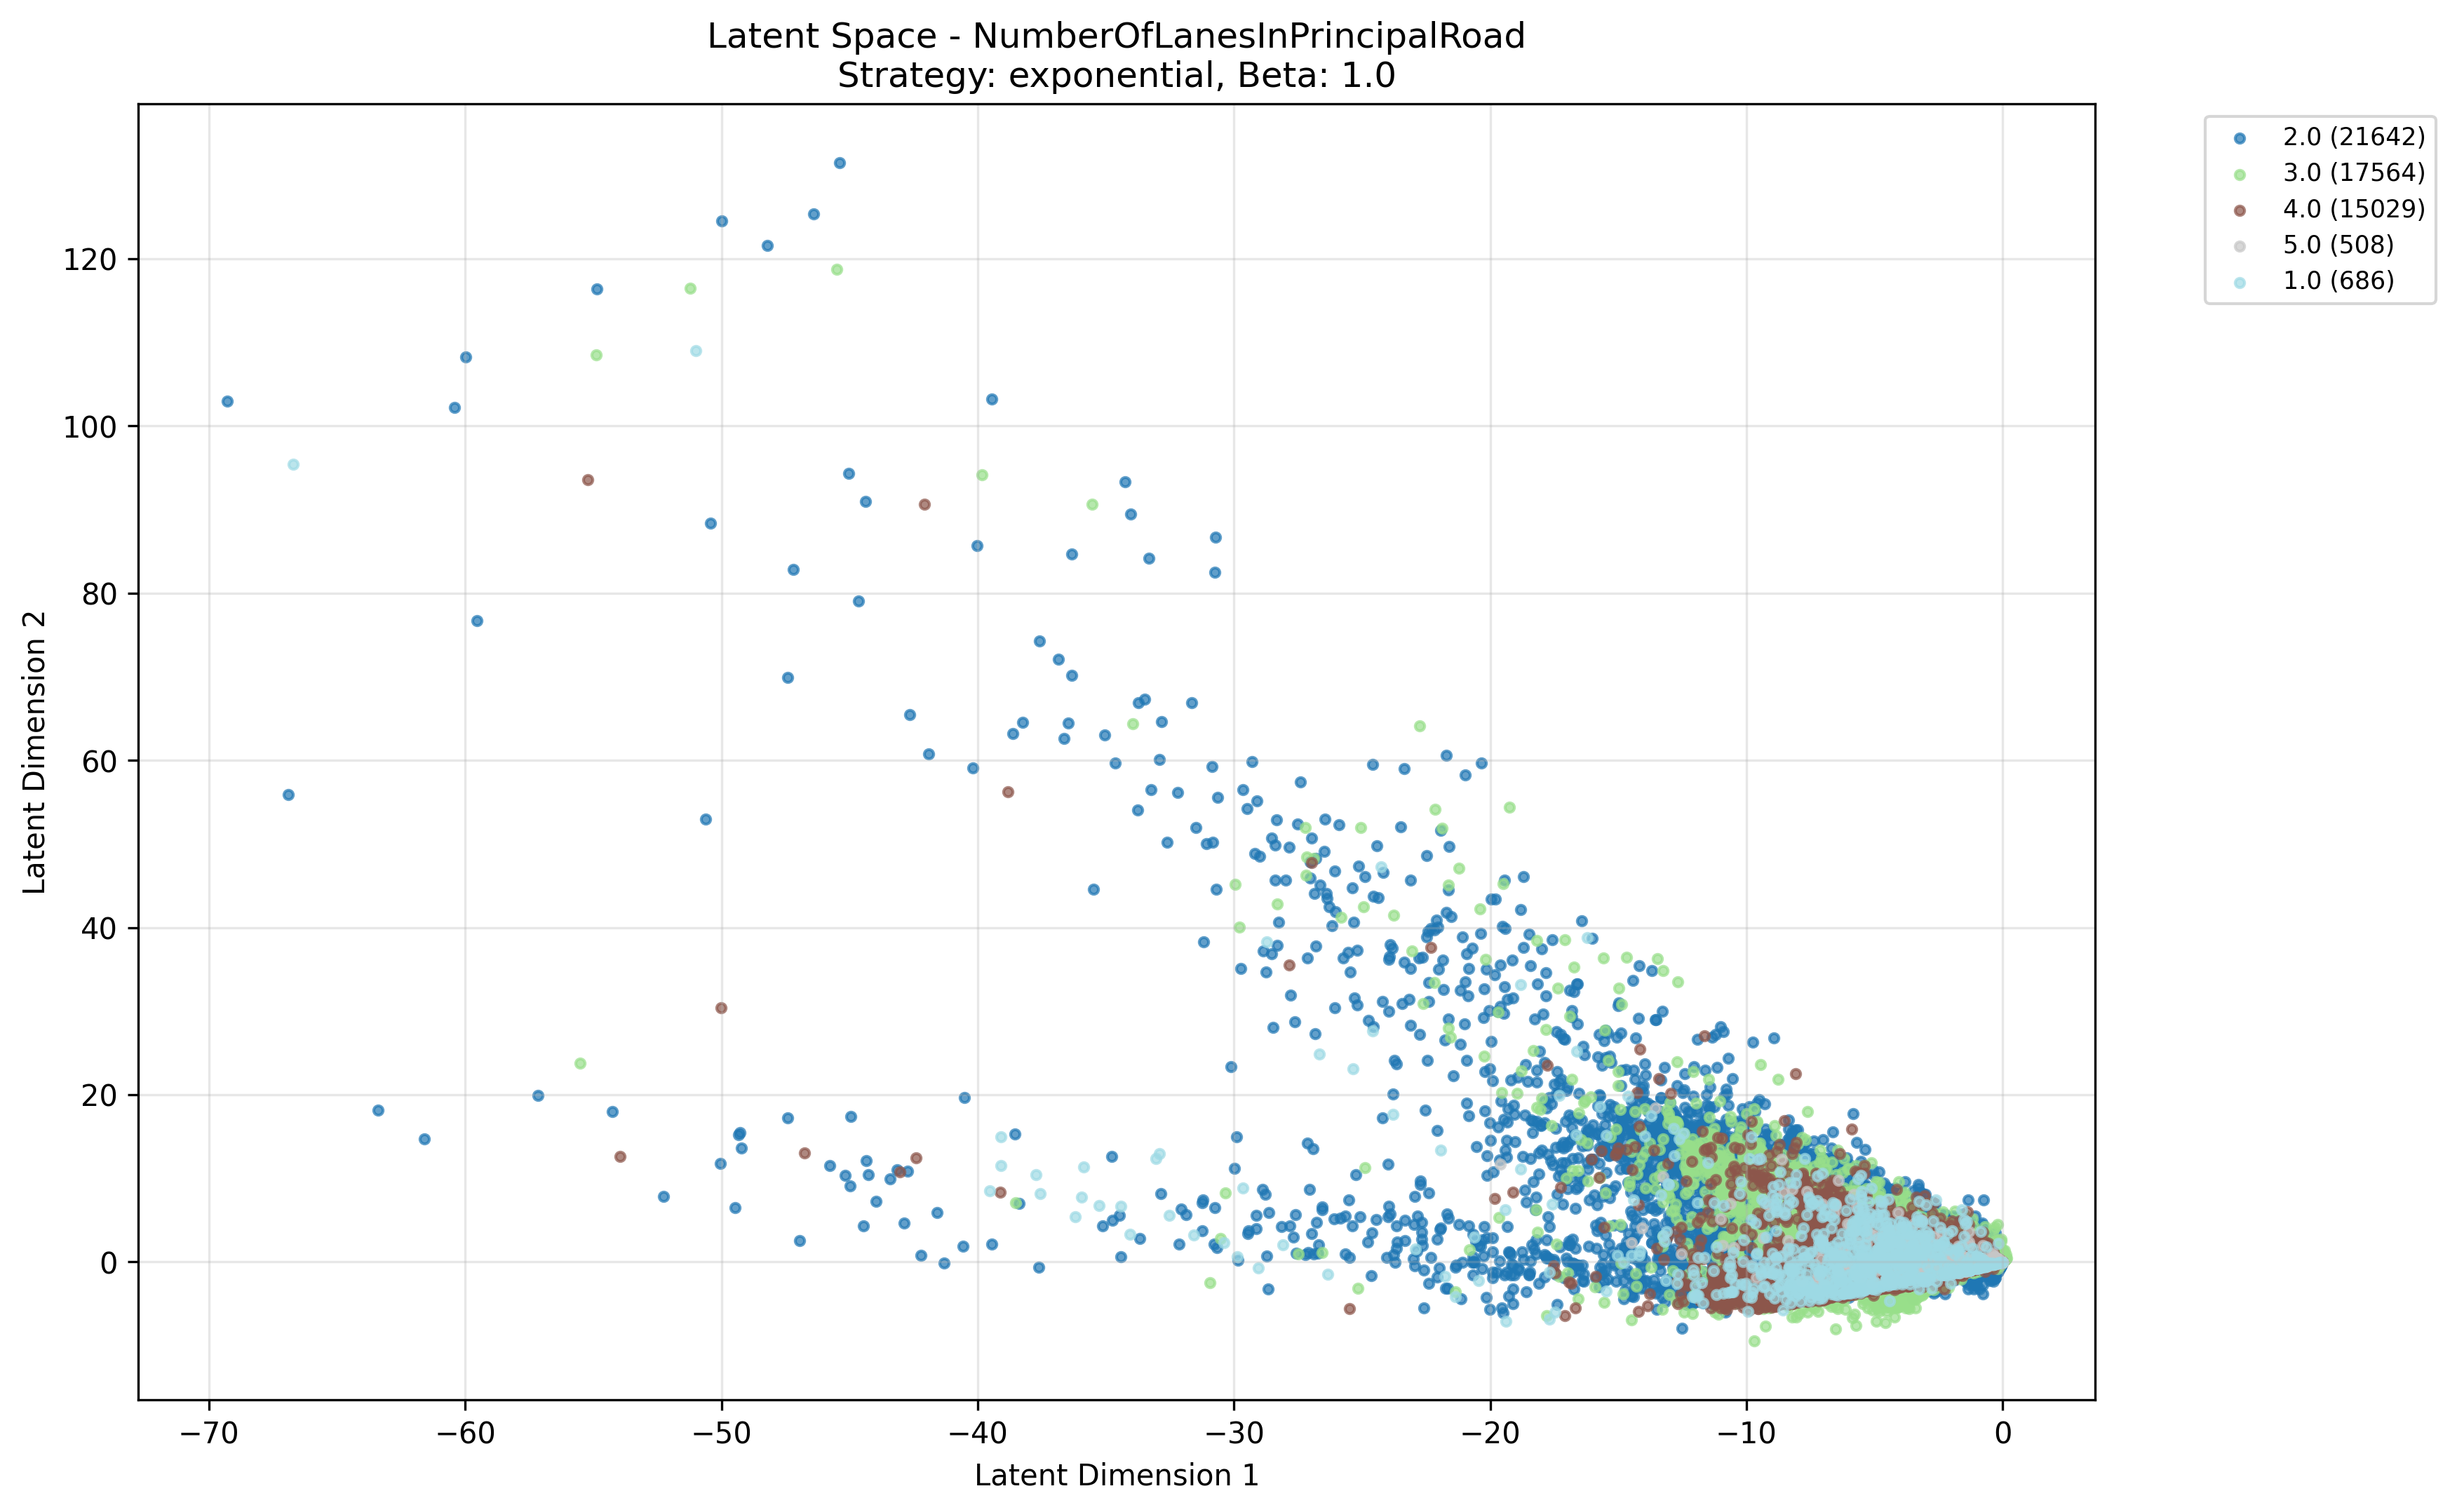 Latent Space - NumberOfLanesInPrincipalRoad
Strategy: exponential, Beta: 1.0
2.0 (21642)
3.0 (17564)
4.0 (15029)
5.0 (508)
1.0 (686)
120
100
80
60
40
20
0
Latent Dimension 2
−70 −60 −50 −40 −30 −20 −10 0
Latent Dimension 1